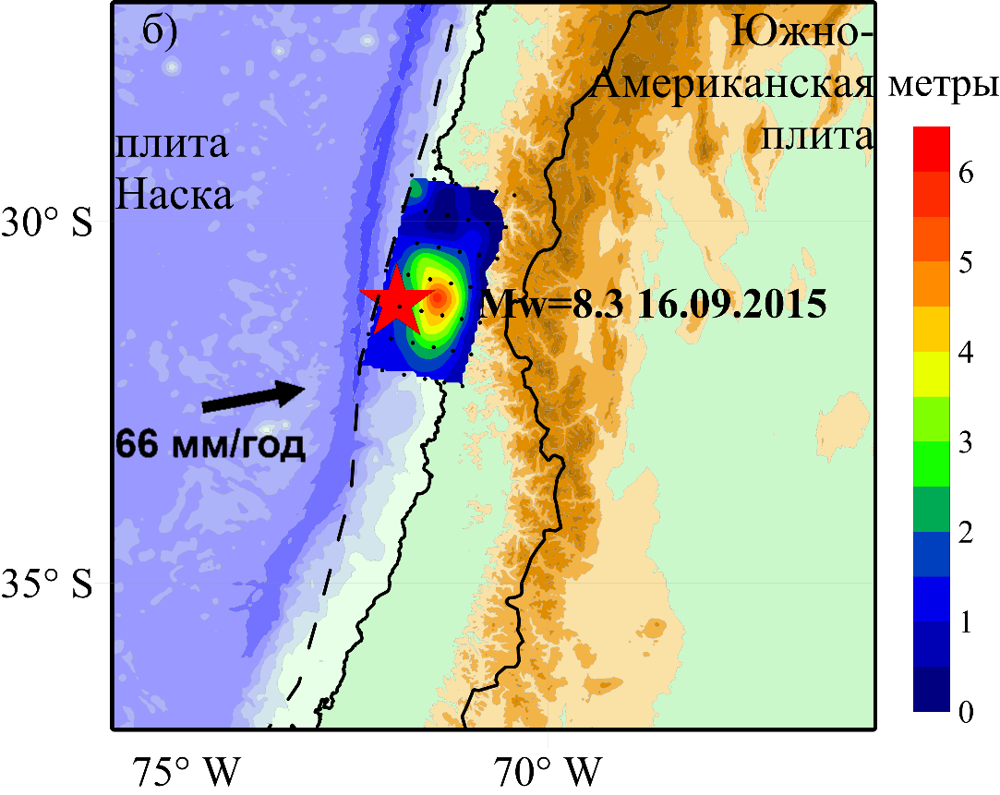 б)
Южно-
Американская
плита
метры
плита
Наска
6
5
4
3
2
1
0
30° S
Mw=8.3 16.09.2015
66 мм/год
35° S
75° W
70° W